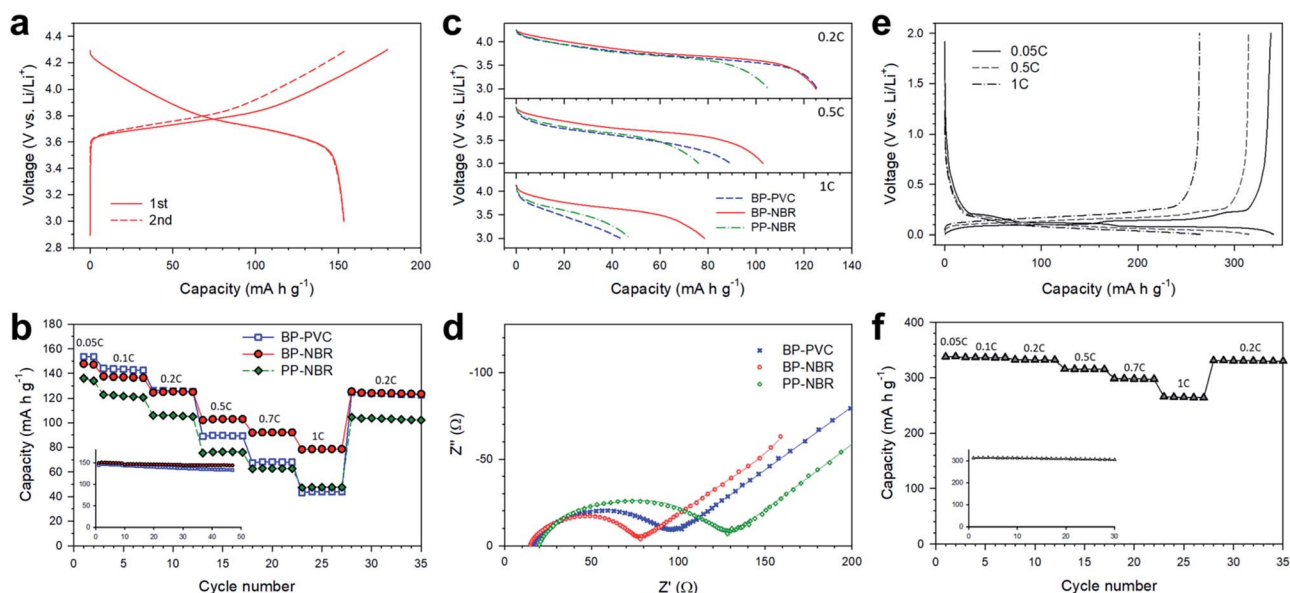 a
4.4
4.2
4.0
3.8
3.6
3.4
3.2
3.0
2.8
Voltage (V vs. Li/Li⁺)
1st
2nd
0 50 100 150 200
Capacity (mA h g⁻¹)
c
0.2C
4.0
3.5
3.0
0.5C
4.0
3.5
3.0
1C
4.0
3.5
3.0
Voltage (V vs. Li/Li⁺)
BP-PVC
BP-NBR
PP-NBR
0 20 40 60 80 100 120 140
Capacity (mA h g⁻¹)
e
2.0
1.5
1.0
0.5
0.0
Voltage (V vs. Li/Li⁺)
0.05C
0.5C
1C
0 100 200 300
Capacity (mA h g⁻¹)
b
180
160
140
120
100
80
60
40
20
0
Capacity (mA h g⁻¹)
BP-PVC
BP-NBR
PP-NBR
0.05C
0.1C
0.2C
0.5C
0.7C
1C
0.2C
150
100
50
0
0 10 20 30 40 50
0 5 10 15 20 25 30 35
Cycle number
d
-100
-50
0
Z" (Ω)
BP-PVC
BP-NBR
PP-NBR
0 50 100 150 200
Z' (Ω)
f
400
350
300
250
200
150
100
50
0
Capacity (mA h g⁻¹)
0.05C 0.1C 0.2C
0.5C
0.7C
1C
0.2C
300
200
100
0
0 10 20 30
0 5 10 15 20 25 30 35
Cycle number